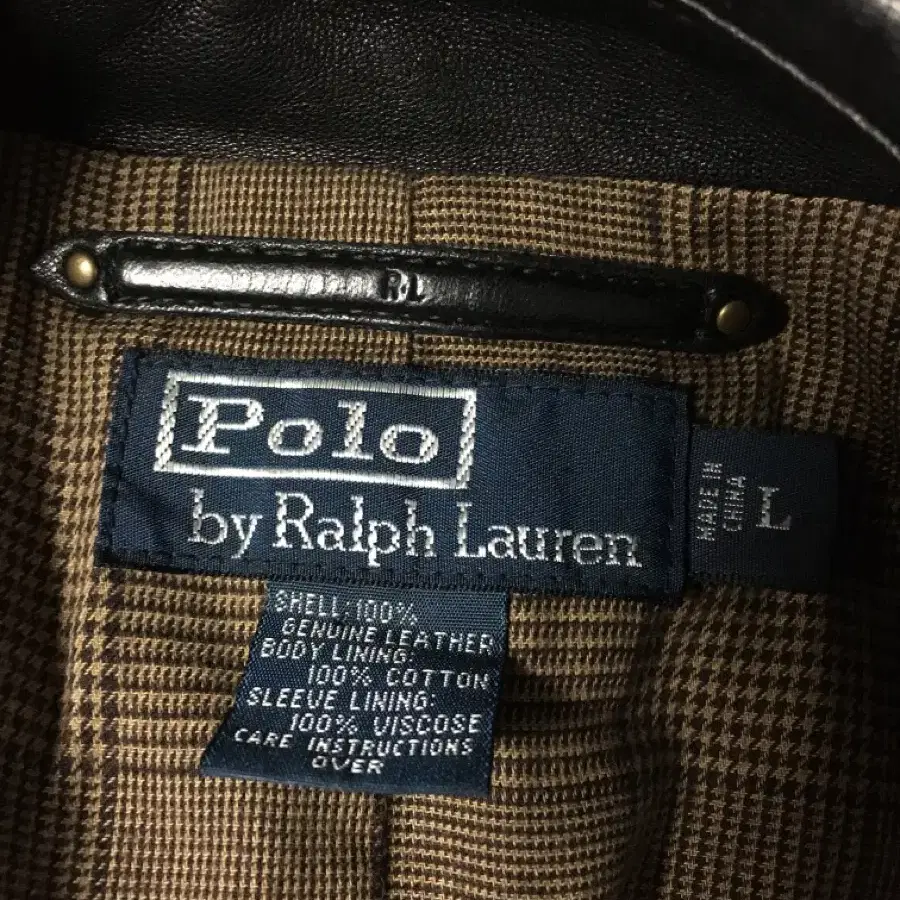 R.L
Polo
by Ralph Lauren
MADE IN
CHINA
L
SHELL:100%
GENUINE LEATHER
BODY LINING:
100% COTTON
SLEEVE LINING:
100% VISCOSE
CARE INSTRUCTIONS
OVER